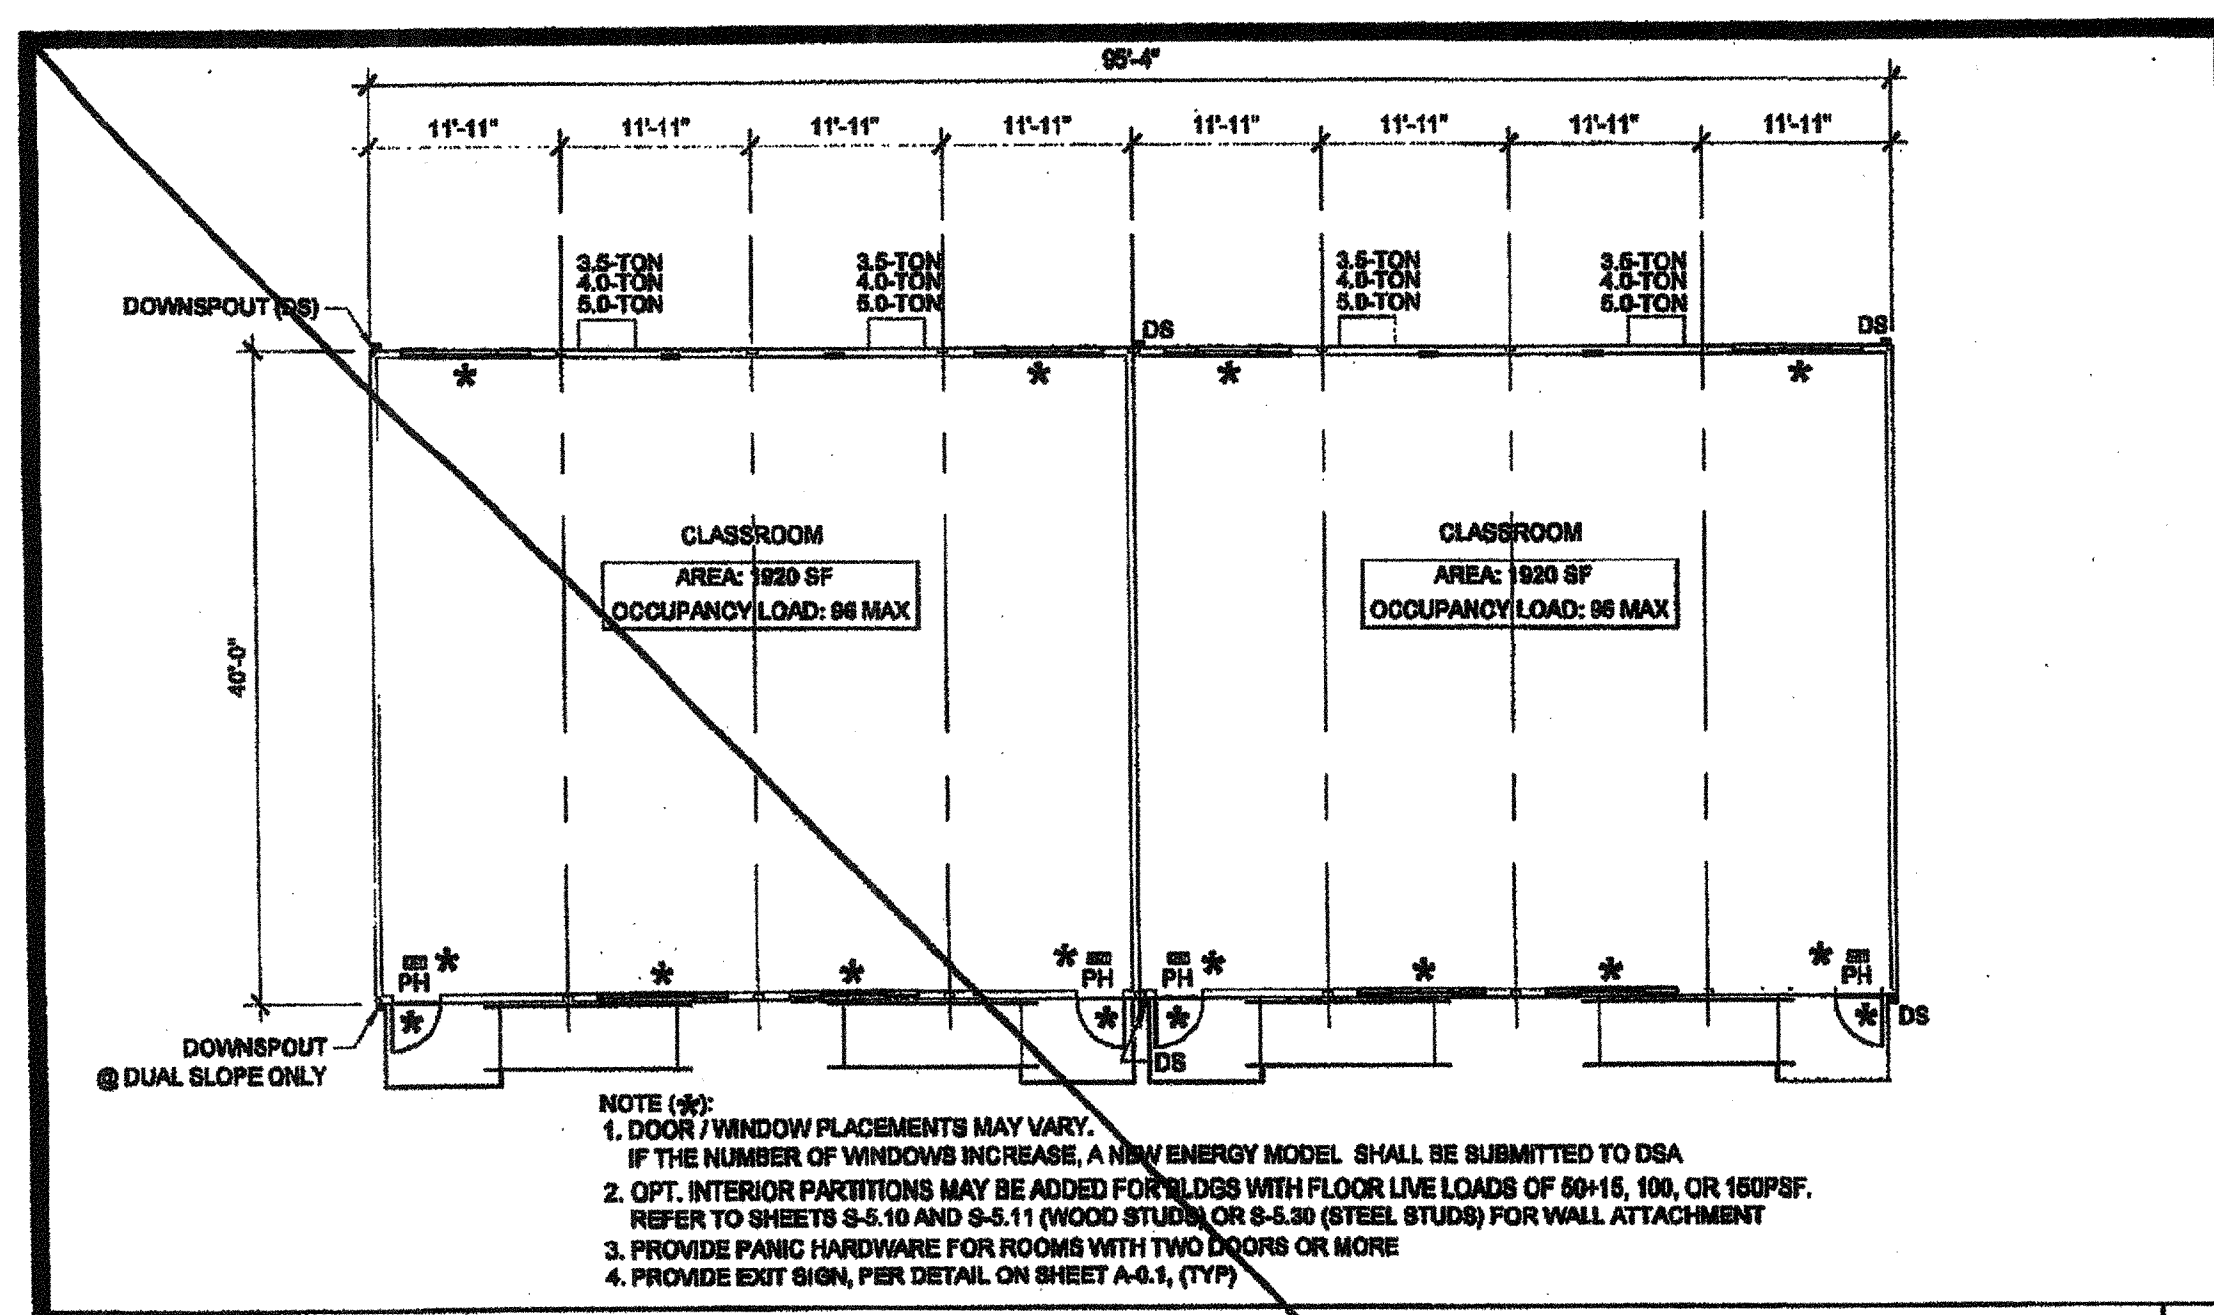 95'-4"
11'-11" 11'-11" 11'-11" 11'-11" 11'-11" 11'-11" 11'-11" 11'-11"
3.5-TON 3.5-TON 3.5-TON 3.5-TON
4.0-TON 4.0-TON 4.0-TON 4.0-TON
5.0-TON 5.0-TON 5.0-TON 5.0-TON
DOWNSPOUT (DS)
DS DS
* * * *
CLASSROOM CLASSROOM
AREA: 1920 SF AREA: 1920 SF
OCCUPANCY LOAD: 96 MAX OCCUPANCY LOAD: 96 MAX
40'-0"
* * * *
PH * * PH PH * * PH
* * * *
DS
DOWNSPOUT
@ DUAL SLOPE ONLY
DS
NOTE (*):
1. DOOR / WINDOW PLACEMENTS MAY VARY.
IF THE NUMBER OF WINDOWS INCREASE, A NEW ENERGY MODEL SHALL BE SUBMITTED TO DSA
2. OPT. INTERIOR PARTITIONS MAY BE ADDED FOR BLDGS WITH FLOOR LIVE LOADS OF 50+15, 100, OR 150PSF.
REFER TO SHEETS S-5.10 AND S-5.11 (WOOD STUDS) OR S-5.30 (STEEL STUDS) FOR WALL ATTACHMENT
3. PROVIDE PANIC HARDWARE FOR ROOMS WITH TWO DOORS OR MORE
4. PROVIDE EXIT SIGN, PER DETAIL ON SHEET A-0.1, (TYP)